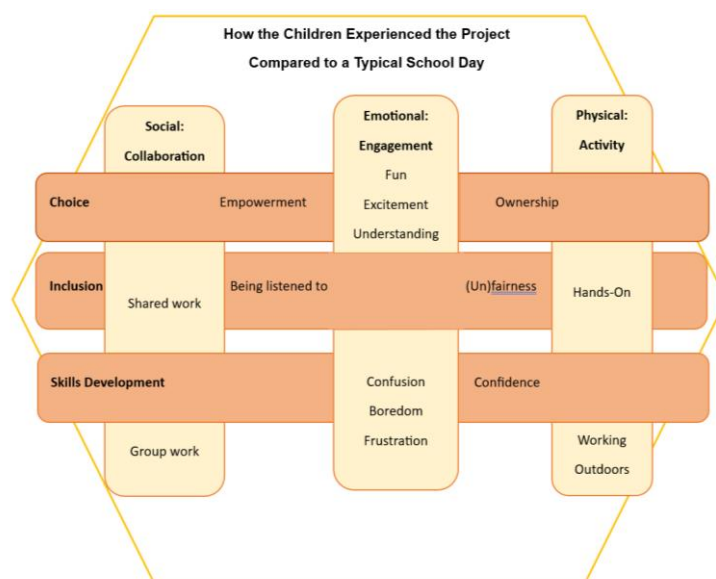 How the Children Experienced the Project
Compared to a Typical School Day
Social:
Collaboration
Emotional:
Engagement
Physical:
Activity
Fun
Choice
Empowerment
Excitement
Ownership
Understanding
Inclusion
Shared work
Being listened to
(Un)fairness
Hands-On
Skills Development
Confusion
Confidence
Boredom
Frustration
Group work
Working
Outdoors